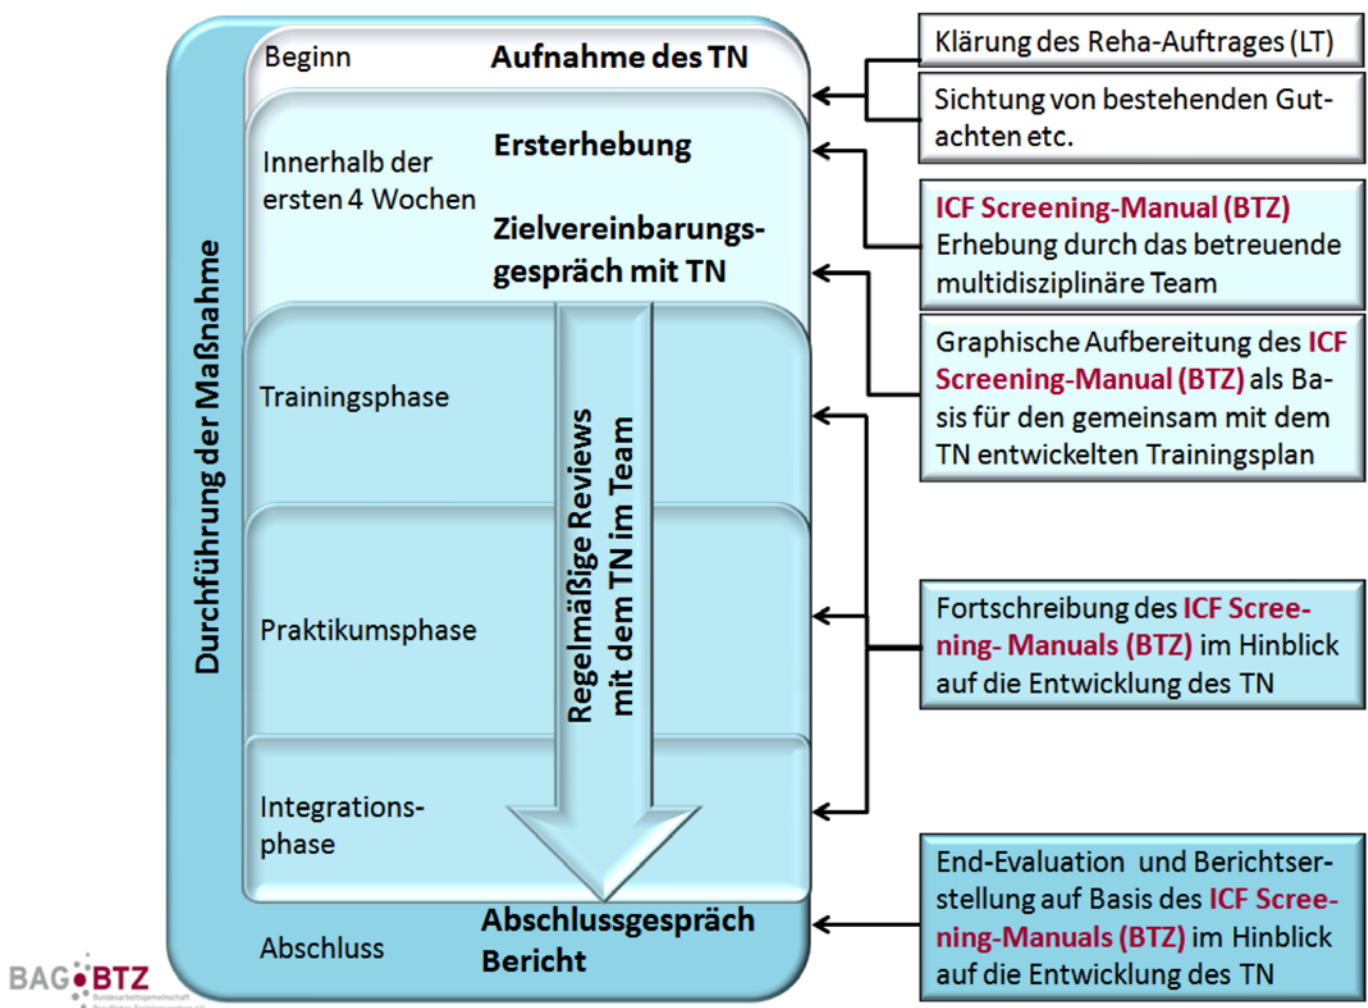 Durchführung der Maßnahme
Beginn
Aufnahme des TN
Innerhalb der
ersten 4 Wochen
Ersterhebung
Zielvereinbarungs-
gespräch mit TN
Trainingsphase
Praktikumsphase
Integrations-
phase
Regelmäßige Reviews
mit dem TN im Team
Abschluss
Abschlussgespräch
Bericht
Klärung des Reha-Auftrages (LT)
Sichtung von bestehenden Gut-
achten etc.
ICF Screening-Manual (BTZ)
Erhebung durch das betreuende
multidisziplinäre Team
Graphische Aufbereitung des ICF
Screening-Manual (BTZ) als Ba-
sis für den gemeinsam mit dem
TN entwickelten Trainingsplan
Fortschreibung des ICF Scree-
ning- Manuals (BTZ) im Hinblick
auf die Entwicklung des TN
End-Evaluation und Berichtser-
stellung auf Basis des ICF Scree-
ning-Manuals (BTZ) im Hinblick
auf die Entwicklung des TN
BAG BTZ
Bundesarbeitsgemeinschaft